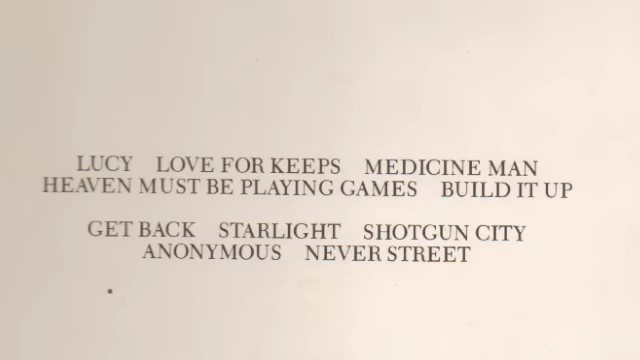 LUCY LOVE FOR KEEPS MEDICINE MAN
HEAVEN MUST BE PLAYING GAMES BUILD IT UP
GET BACK STARLIGHT SHOTGUN CITY
ANONYMOUS NEVER STREET